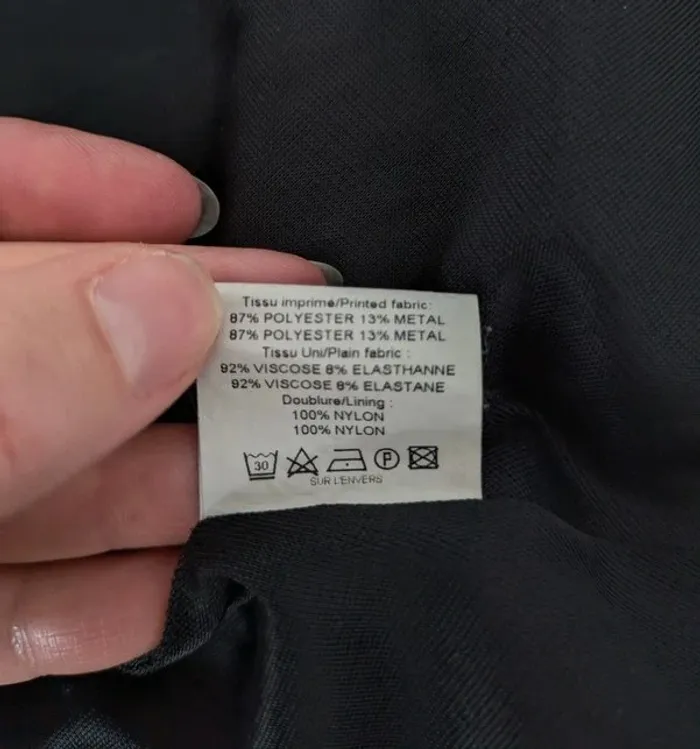 Tissu imprime/Printed fabric:
87% POLYESTER 13% METAL
87% POLYESTER 13% METAL
Tissu Uni/Plain fabric :
92% VISCOSE 8% ELASTHANNE
92% VISCOSE 8% ELASTANE
Doublure/Lining :
100% NYLON
100% NYLON
30 P
SUR L'ENVERS